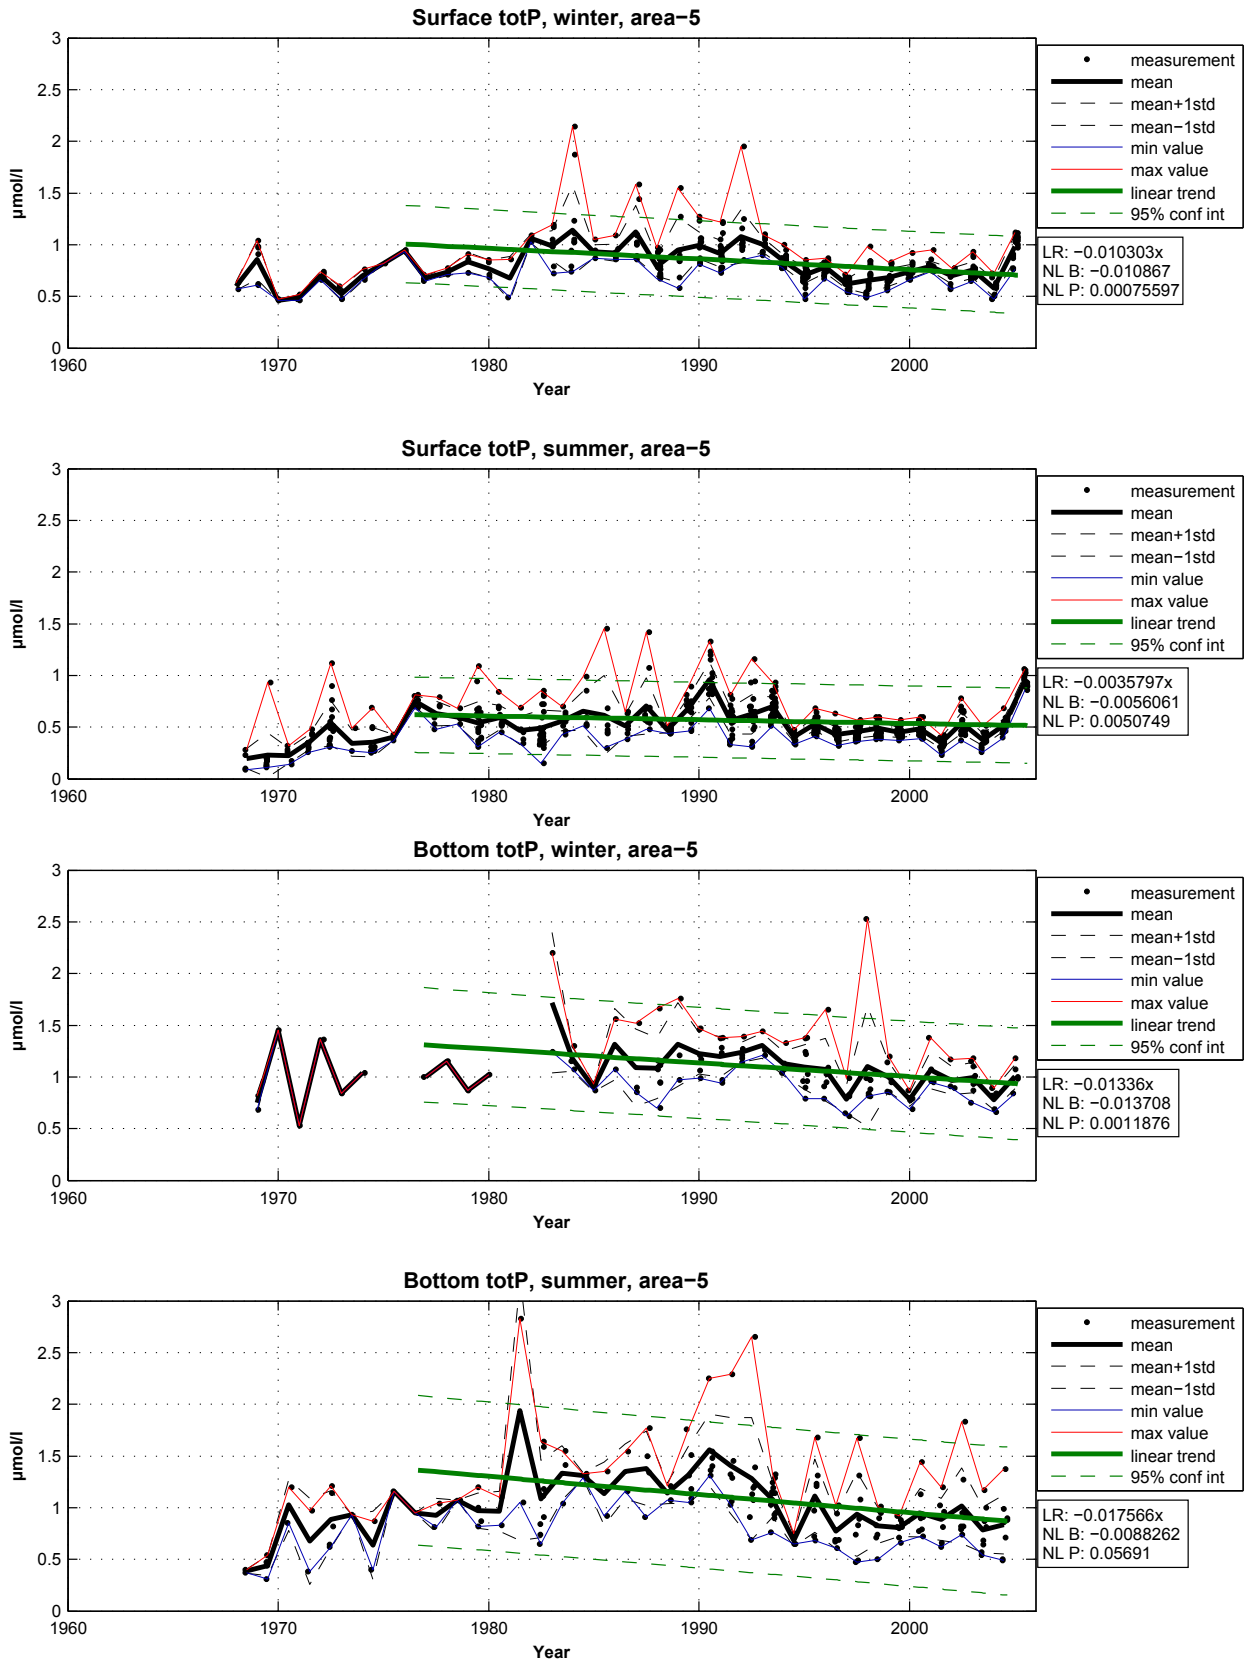 Surface totP, winter, area−5
3
2.5
2
1.5
1
0.5
0
µmol/l
1960
1970
1980
1990
2000
Year
measurement
mean
mean+1std
mean−1std
min value
max value
linear trend
95% conf int
LR: −0.010303x
NL B: −0.010867
NL P: 0.00075597
Surface totP, summer, area−5
3
2.5
2
1.5
1
0.5
0
µmol/l
1960
1970
1980
1990
2000
Year
measurement
mean
mean+1std
mean−1std
min value
max value
linear trend
95% conf int
LR: −0.0035797x
NL B: −0.0056061
NL P: 0.0050749
Bottom totP, winter, area−5
3
2.5
2
1.5
1
0.5
0
µmol/l
1960
1970
1980
1990
2000
Year
measurement
mean
mean+1std
mean−1std
min value
max value
linear trend
95% conf int
LR: −0.01336x
NL B: −0.013708
NL P: 0.0011876
Bottom totP, summer, area−5
3
2.5
2
1.5
1
0.5
0
µmol/l
1960
1970
1980
1990
2000
Year
measurement
mean
mean+1std
mean−1std
min value
max value
linear trend
95% conf int
LR: −0.017566x
NL B: −0.0088262
NL P: 0.05691